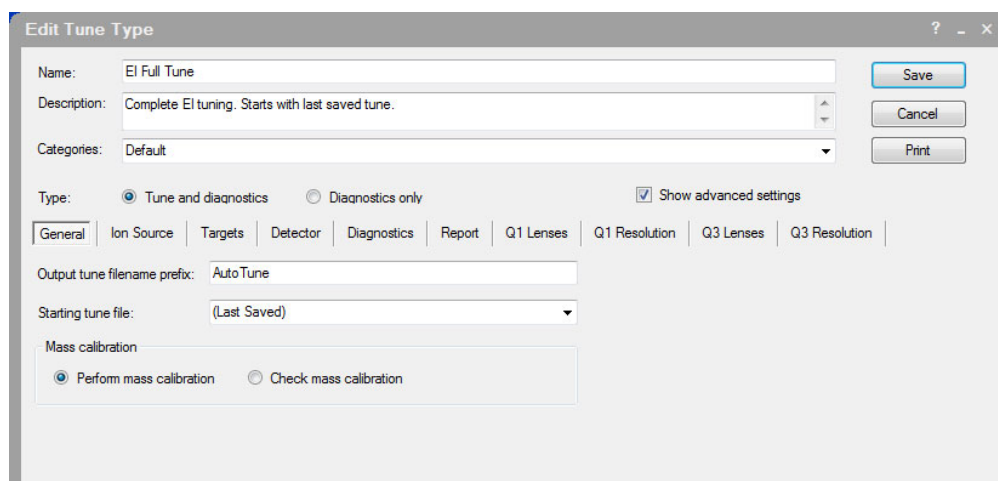 Edit Tune Type ? _ ×
Name: EI Full Tune Save
Description: Complete EI tuning. Starts with last saved tune. Cancel
Categories: Default Print
Type: Tune and diagnostics Diagnostics only Show advanced settings
General Ion Source Targets Detector Diagnostics Report Q1 Lenses Q1 Resolution Q3 Lenses Q3 Resolution
Output tune filename prefix: AutoTune
Starting tune file: (Last Saved)
Mass calibration
Perform mass calibration Check mass calibration